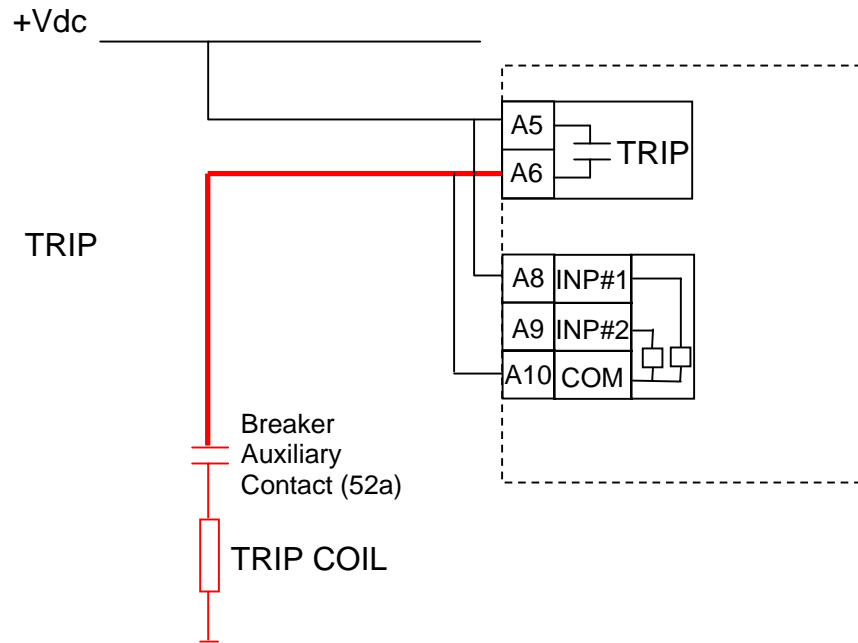 +Vdc
A5
TRIP
A6
TRIP
A8 INP#1
A9 INP#2
A10 COM
Breaker
Auxiliary
Contact (52a)
TRIP COIL